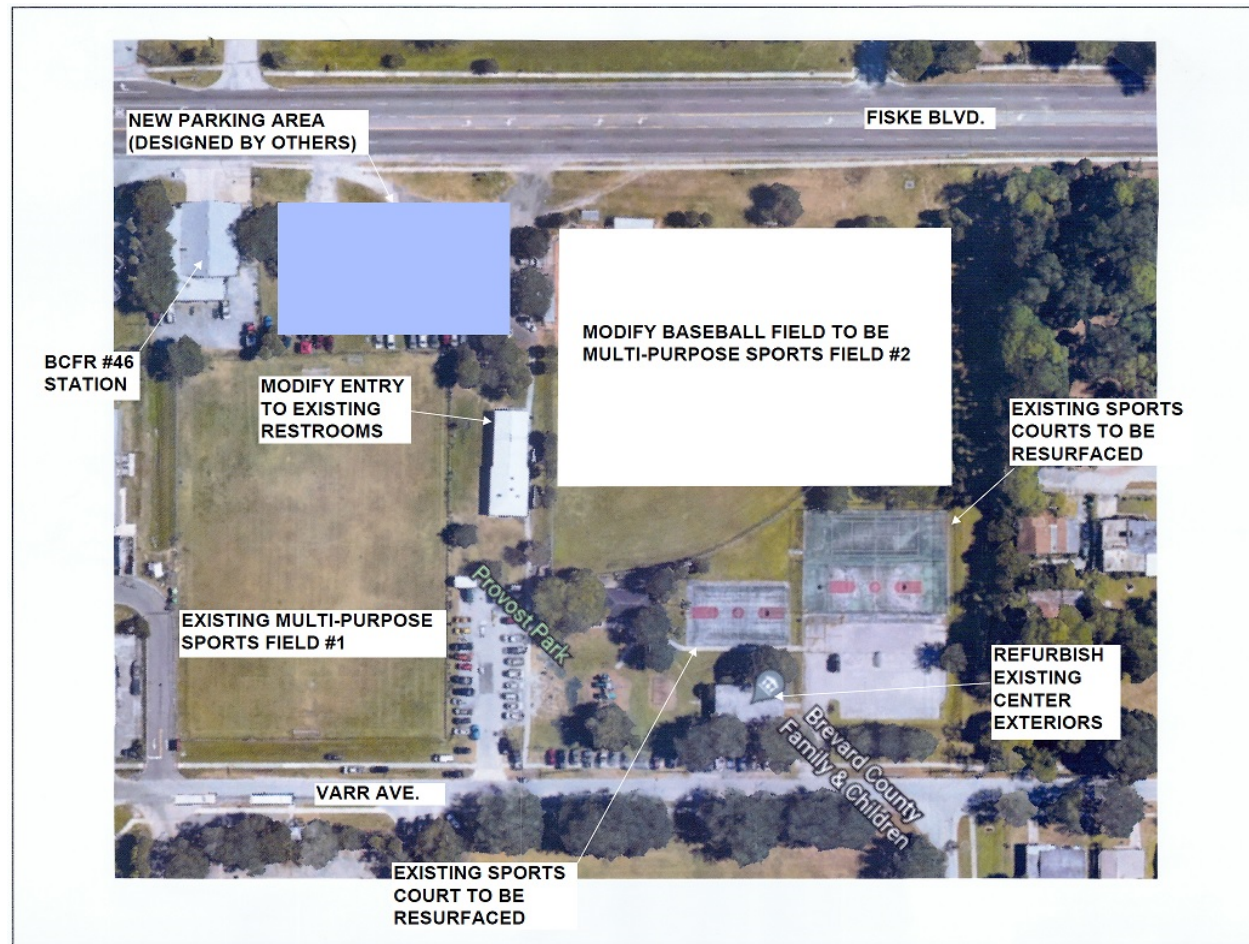 NEW PARKING AREA
(DESIGNED BY OTHERS)
FISKE BLVD.
BCFR #46
STATION
MODIFY ENTRY
TO EXISTING
RESTROOMS
MODIFY BASEBALL FIELD TO BE
MULTI-PURPOSE SPORTS FIELD #2
EXISTING SPORTS
COURTS TO BE
RESURFACED
Provost Park
EXISTING MULTI-PURPOSE
SPORTS FIELD #1
REFURBISH
EXISTING
CENTER
EXTERIORS
Brevard County
Family & Children
VARR AVE.
EXISTING SPORTS
COURT TO BE
RESURFACED